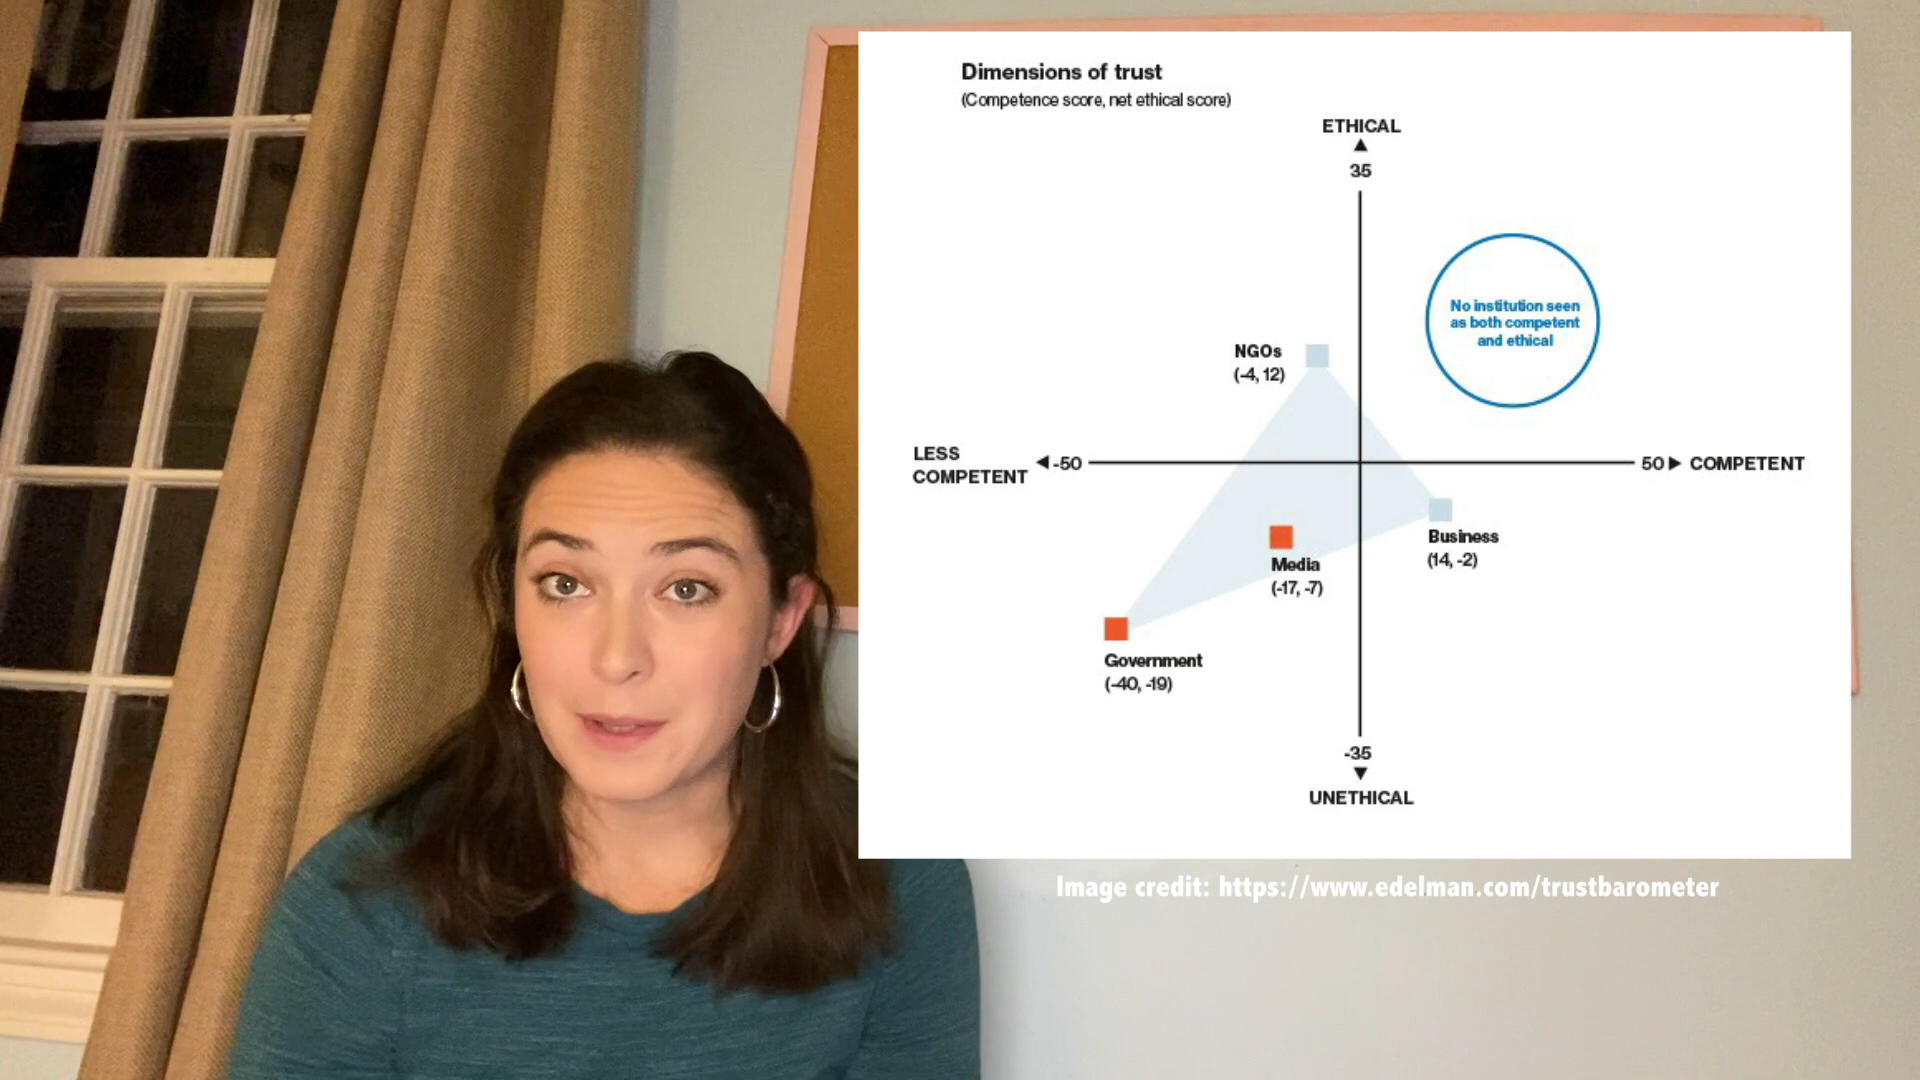 Dimensions of trust
(Competence score, net ethical score)
ETHICAL
35
No institution seen
as both competent
and ethical
NGOs
(-4, 12)
LESS
COMPETENT
-50
50
COMPETENT
Business
(14, -2)
Media
(-17, -7)
Government
(-40, -19)
-35
UNETHICAL
Image credit: https://www.edelman.com/trustbarometer